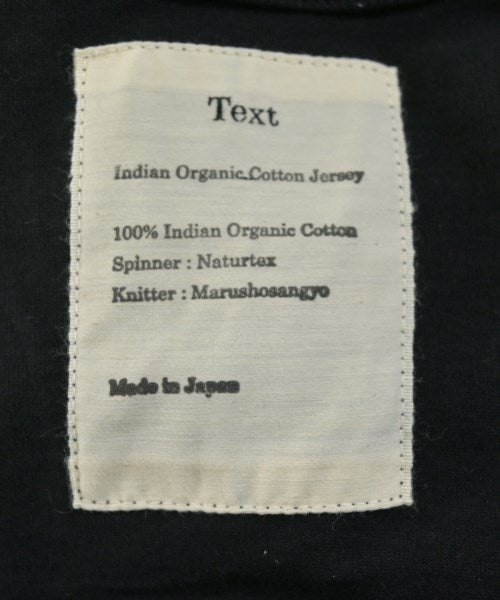 Text
Indian Organic Cotton Jersey
100% Indian Organic Cotton
Spinner : Naturtex
Knitter : Marushosangyo
Made in Japan